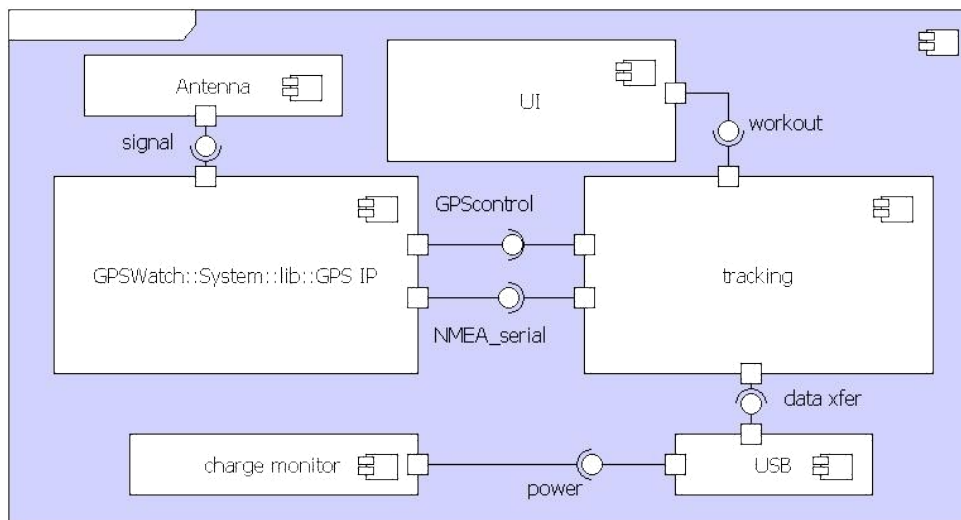 Antenna
UI
signal
workout
GPScontrol
GPSWatch::System::lib::GPS IP
tracking
NMEA_serial
data xfer
charge monitor
USB
power